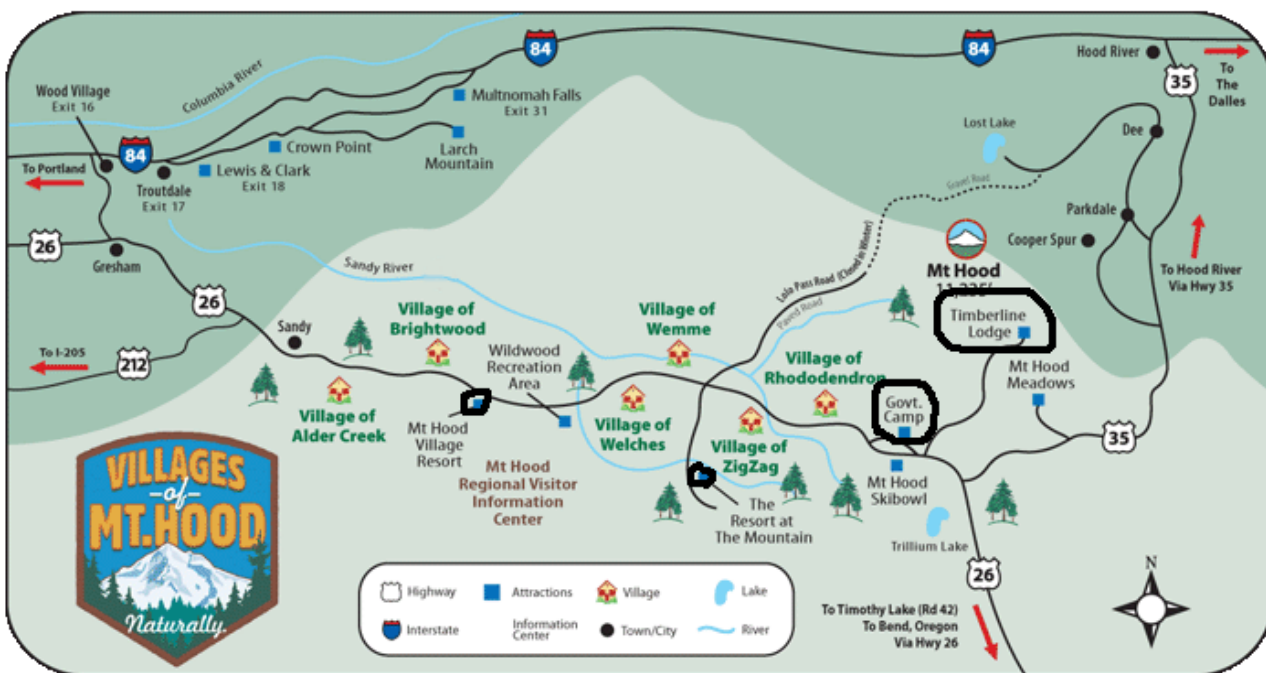 84
84
Hood River
To
The
Dalles
35
Wood Village
Exit 16
Columbia River
Multnomah Falls
Exit 31
Lost Lake
Dee
84
Crown Point
Larch
Mountain
To Portland
Lewis & Clark
Exit 18
Troutdale
Exit 17
Gravel Road
Parkdale
Cooper Spur
26
Gresham
Sandy River
Lolo Pass Road (Closed in Winter)
Paved Road
Mt Hood
11,235'
To Hood River
Via Hwy 35
26
Timberline
Lodge
Sandy
Village of
Brightwood
Village of
Wemme
To I-205
212
Wildwood
Recreation
Area
Village of
Rhododendron
Mt Hood
Meadows
Village of
Alder Creek
Govt.
Camp
Mt Hood
Village
Resort
Village of
Welches
Village of
ZigZag
35
Mt Hood
Regional Visitor
Information
Center
Mt Hood
Skibowl
The
Resort at
The Mountain
Trillium Lake
VILLAGES
of
MT.HOOD
Naturally.
26
N
Highway
Attractions
Village
Lake
Interstate
Information
Center
Town/City
River
To Timothy Lake (Rd 42)
To Bend, Oregon
Via Hwy 26